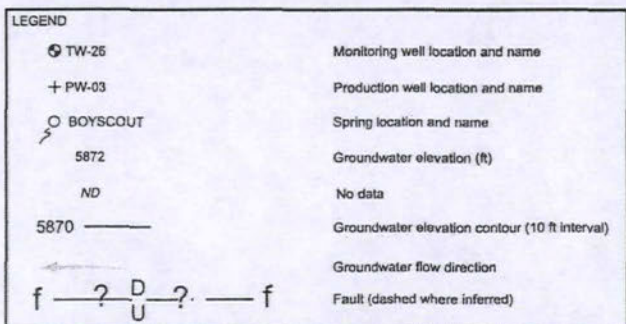 LEGEND
TW-26 Monitoring well location and name
+ PW-03 Production well location and name
BOYSCOUT Spring location and name
5872 Groundwater elevation (ft)
ND No data
5870 Groundwater elevation contour (10 ft interval)
Groundwater flow direction
f — ? D U — ? — f Fault (dashed where inferred)